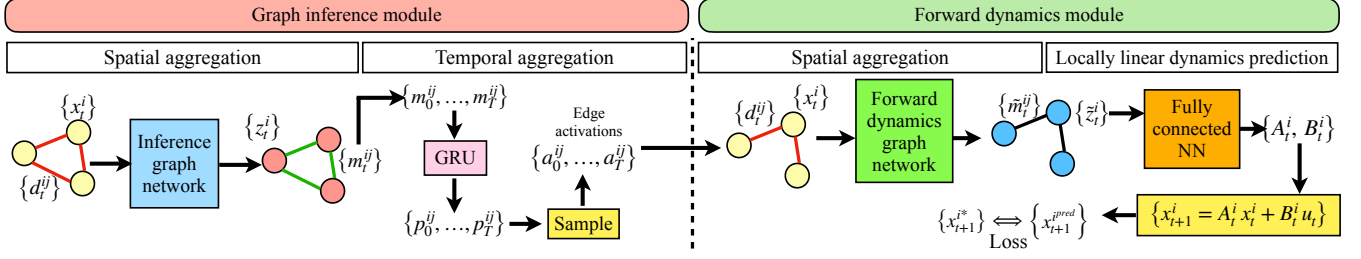 Graph inference module
Forward dynamics module
Spatial aggregation
Temporal aggregation
Spatial aggregation
Locally linear dynamics prediction
{x_t^i}
{d_t^{ij}}
Inference
graph
network
{z_t^i}
{m_t^{ij}}
{m_0^{ij}, …, m_T^{ij}}
GRU
{p_0^{ij}, …, p_T^{ij}}
Sample
Edge
activations
{a_0^{ij}, …, a_T^{ij}}
{d_t^{ij}}
{x_t^i}
Forward
dynamics
graph
network
{m̃_t^{ij}}
{z̃_t^i}
Fully
connected
NN
{A_t^i, B_t^i}
{x_{t+1}^i = A_t^i x_t^i + B_t^i u_t}
{x_{t+1}^{i*}} ⟺ {x_{t+1}^{i^{pred}}}
Loss